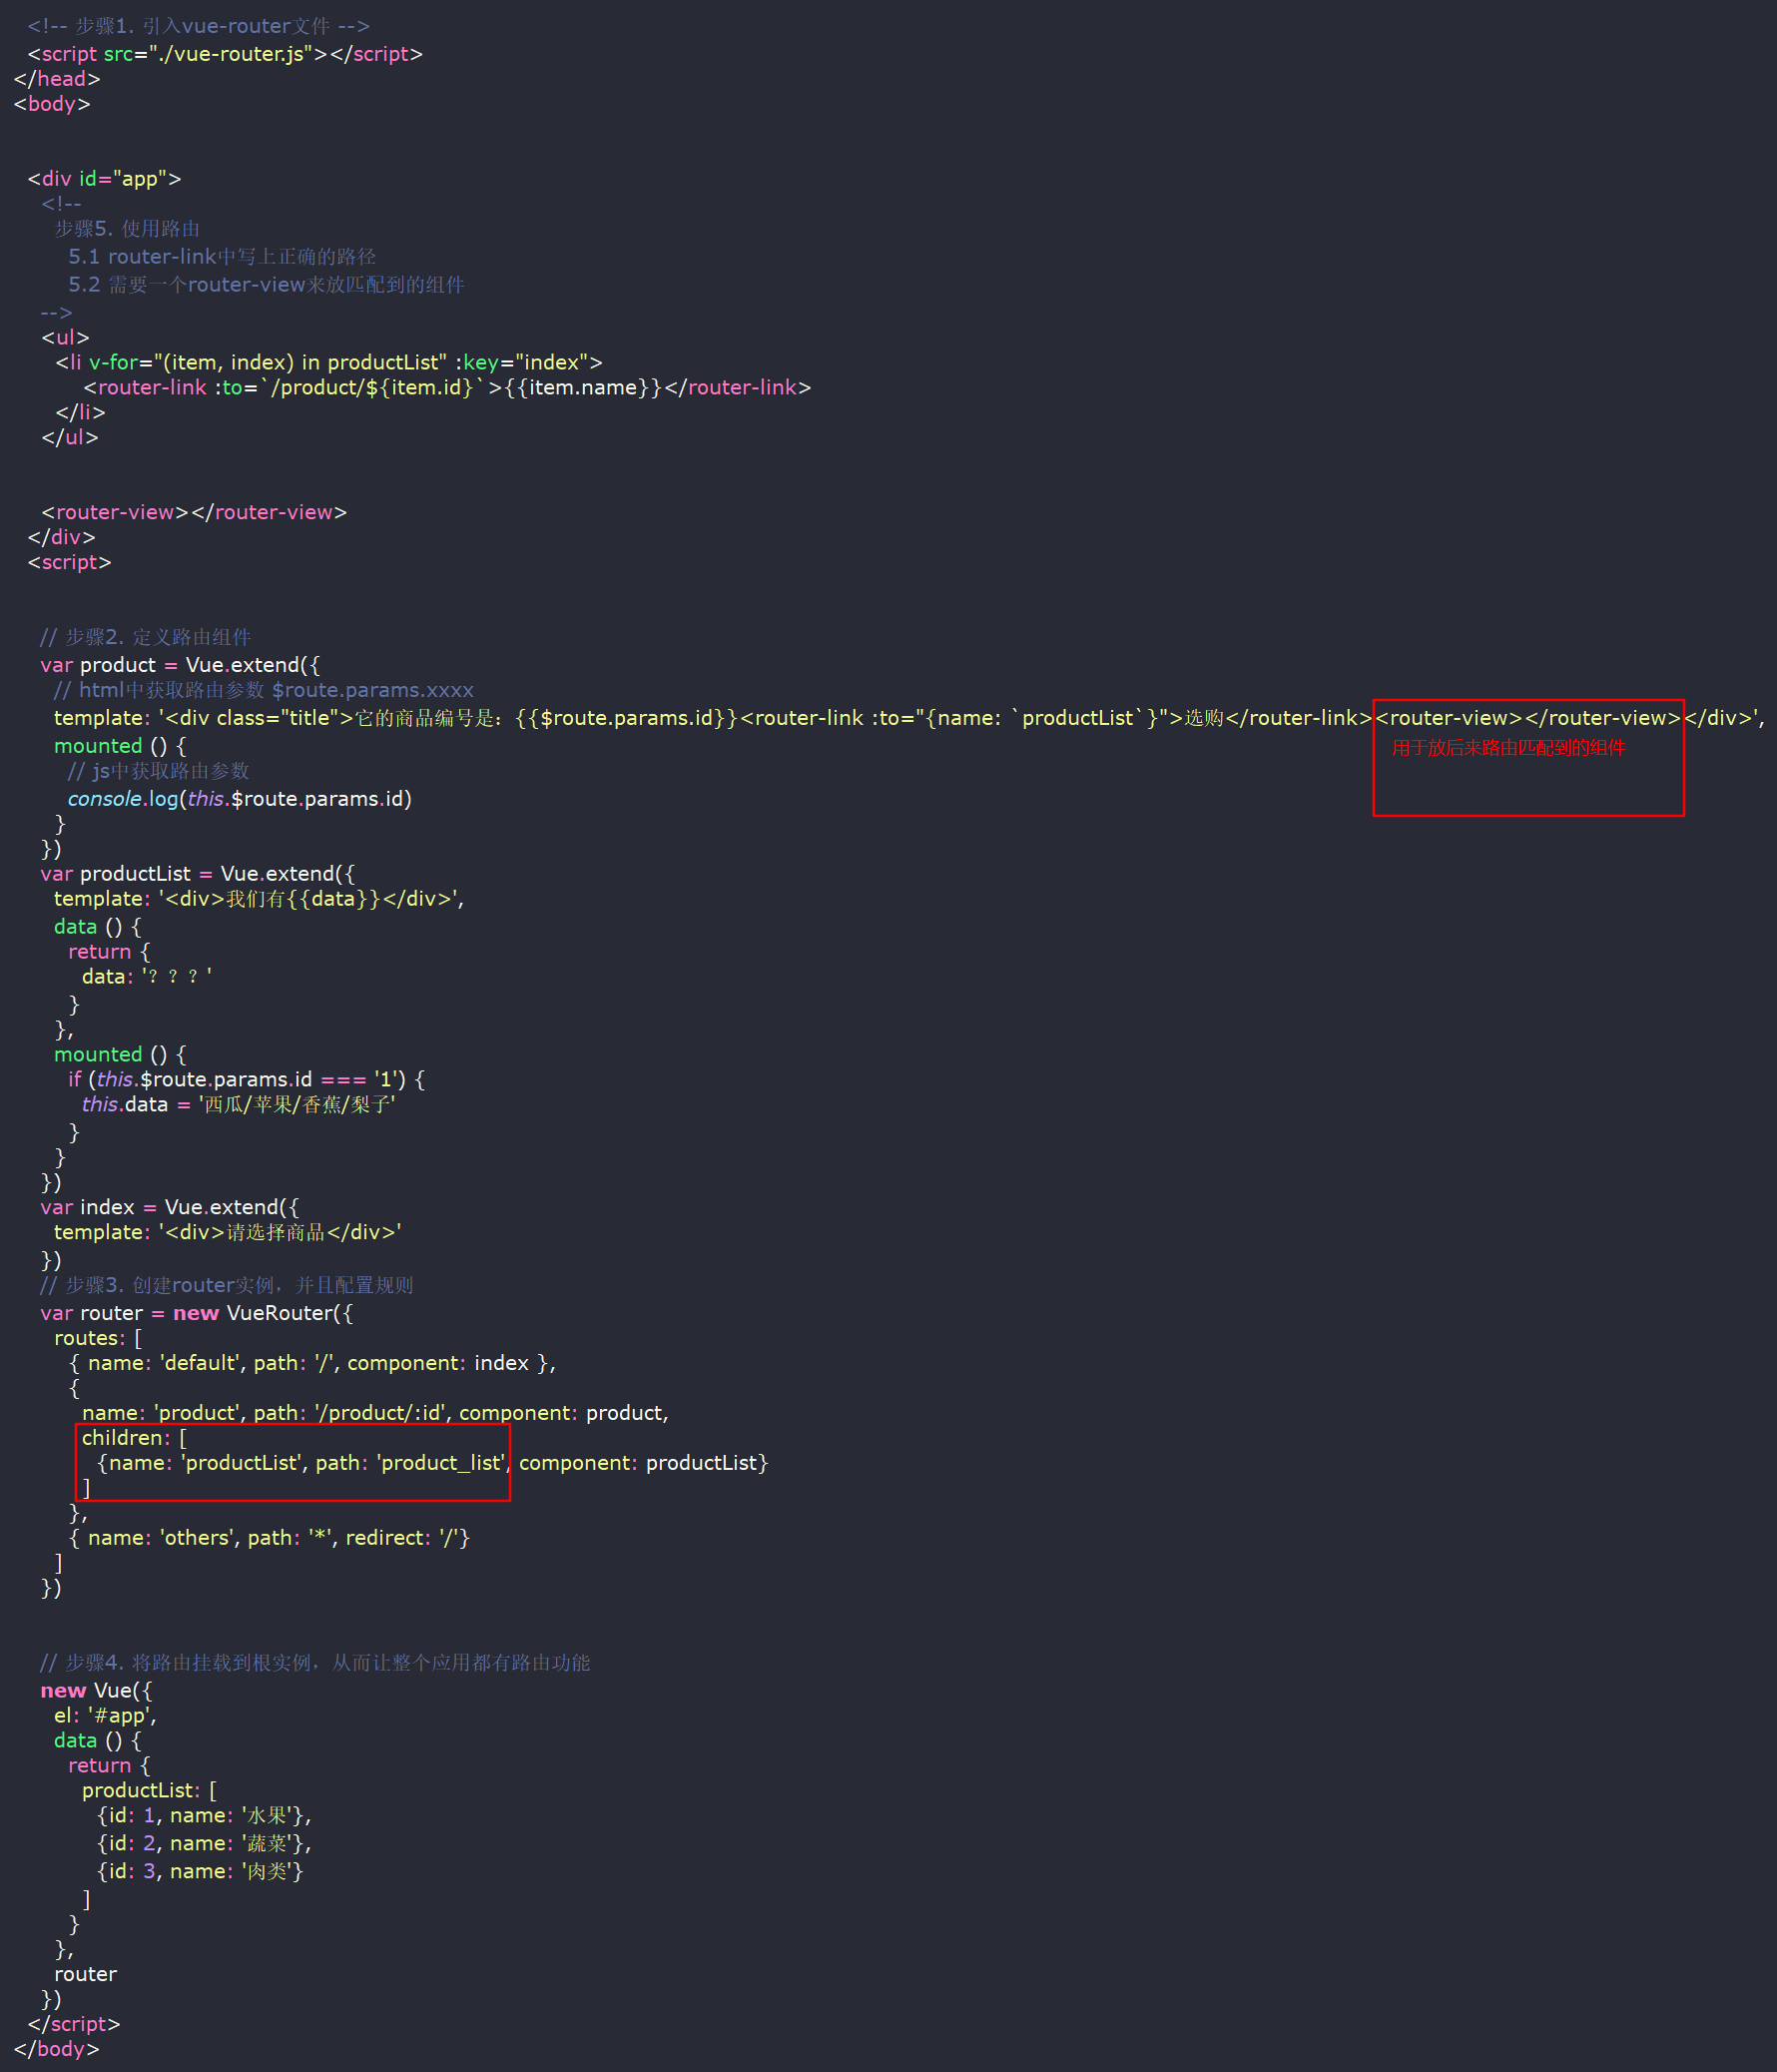 <!-- 步骤1. 引入vue-router文件 -->
<script src="./vue-router.js"></script>
</head>
<body>
<div id="app">
<!--
步骤5. 使用路由
5.1 router-link中写上正确的路径
5.2 需要一个router-view来放匹配到的组件
-->
<ul>
<li v-for="(item, index) in productList" :key="index">
<router-link :to=`/product/${item.id}`>{{item.name}}</router-link>
</li>
</ul>
<router-view></router-view>
</div>
<script>
// 步骤2. 定义路由组件
var product = Vue.extend({
// html中获取路由参数 $route.params.xxxx
template: '<div class="title">它的商品编号是：{{$route.params.id}}<router-link :to="{name: `productList`}">选购</router-link><router-view></router-view></div>',
mounted () {
用于放后来路由匹配到的组件
// js中获取路由参数
console.log(this.$route.params.id)
}
})
var productList = Vue.extend({
template: '<div>我们有{{data}}</div>',
data () {
return {
data: '？？？'
}
},
mounted () {
if (this.$route.params.id === '1') {
this.data = '西瓜/苹果/香蕉/梨子'
}
}
})
var index = Vue.extend({
template: '<div>请选择商品</div>'
})
// 步骤3. 创建router实例，并且配置规则
var router = new VueRouter({
routes: [
{ name: 'default', path: '/', component: index },
{
name: 'product', path: '/product/:id', component: product,
children: [
{name: 'productList', path: 'product_list', component: productList}
]
},
{ name: 'others', path: '*', redirect: '/'}
]
})
// 步骤4. 将路由挂载到根实例，从而让整个应用都有路由功能
new Vue({
el: '#app',
data () {
return {
productList: [
{id: 1, name: '水果'},
{id: 2, name: '蔬菜'},
{id: 3, name: '肉类'}
]
}
},
router
})
</script>
</body>